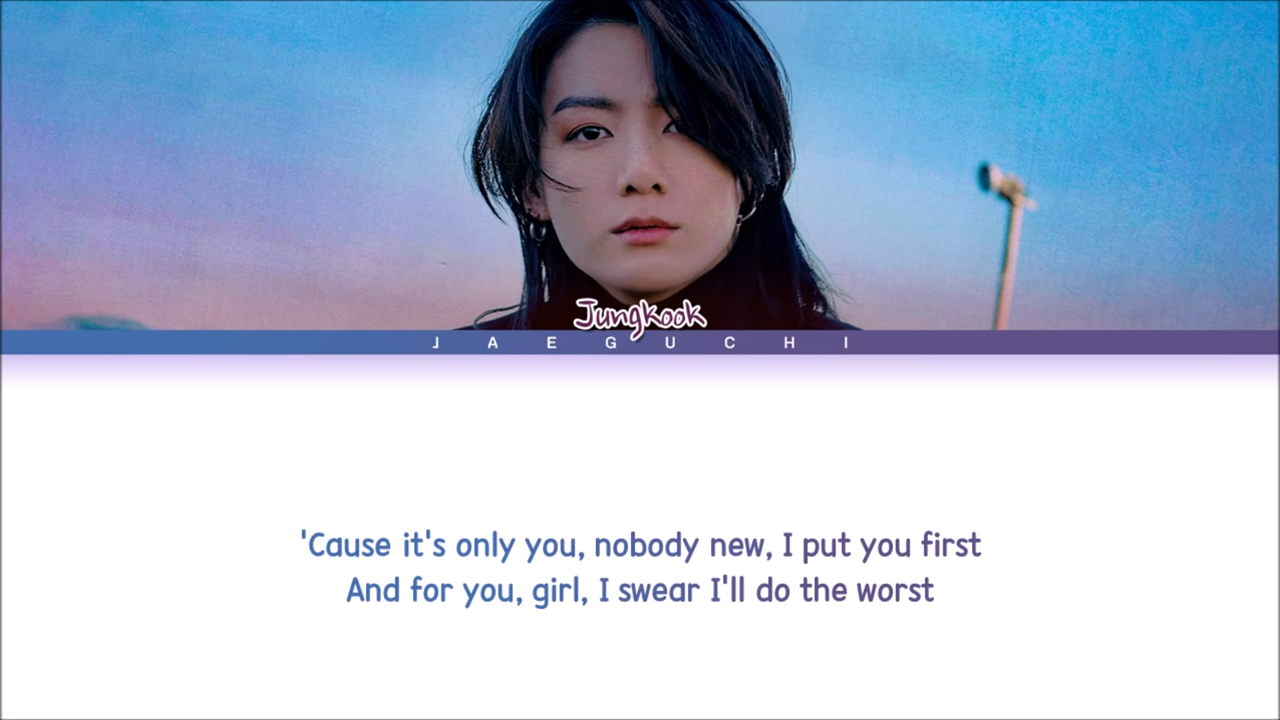 Jungkook
JAEGUCHI
'Cause it's only you, nobody new, I put you first
And for you, girl, I swear I'll do the worst